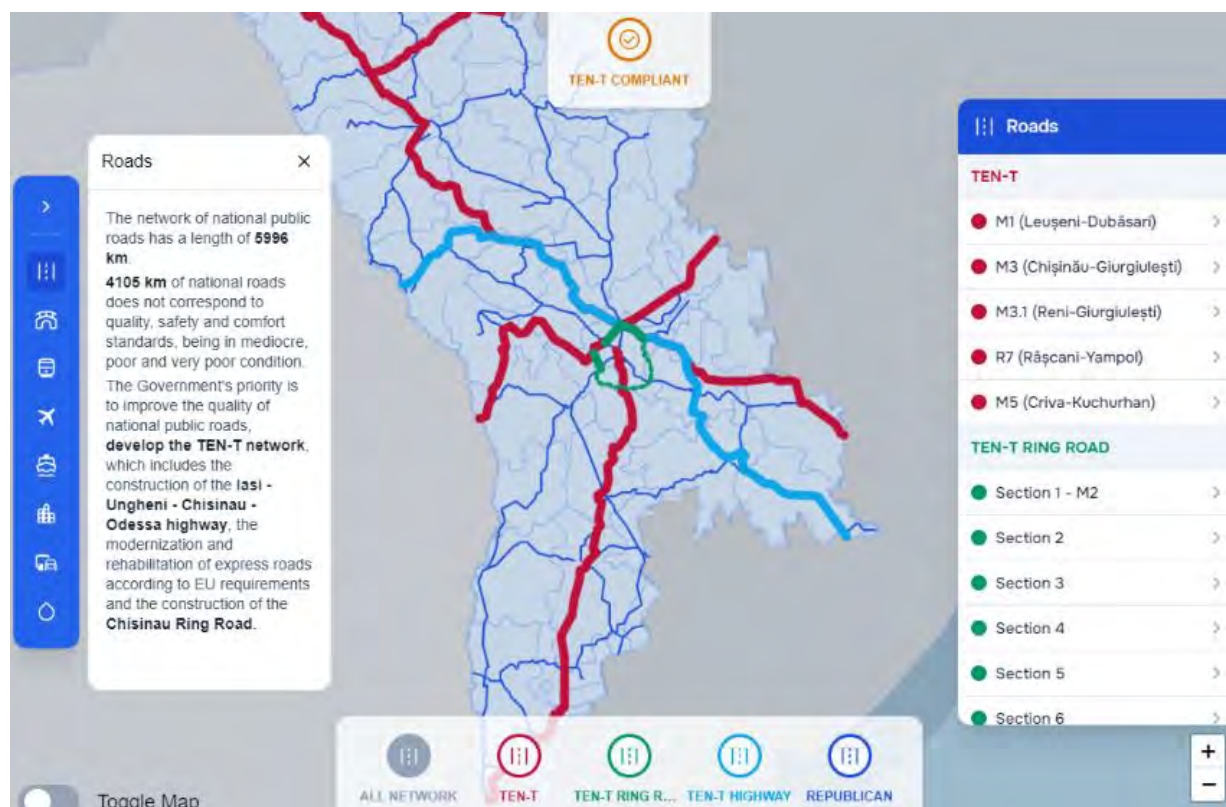 TEN-T COMPLIANT
Roads
The network of national public
roads has a length of 5996
km.
4105 km of national roads
does not correspond to
quality, safety and comfort
standards, being in mediocre,
poor and very poor condition.
The Government's priority is
to improve the quality of
national public roads,
develop the TEN-T network,
which includes the
construction of the Iasi -
Ungheni - Chisinau -
Odessa highway, the
modernization and
rehabilitation of express roads
according to EU requirements
and the construction of the
Chisinau Ring Road.
Roads
TEN-T
M1 (Leușeni-Dubăsari)
M3 (Chișinău-Giurgiulești)
M3.1 (Reni-Giurgiulești)
R7 (Râșcani-Yampol)
M5 (Criva-Kuchurhan)
TEN-T RING ROAD
Section 1 - M2
Section 2
Section 3
Section 4
Section 5
Section 6
ALL NETWORK
TEN-T
TEN-T RING R...
TEN-T HIGHWAY
REPUBLICAN
Toggle Map
+
−